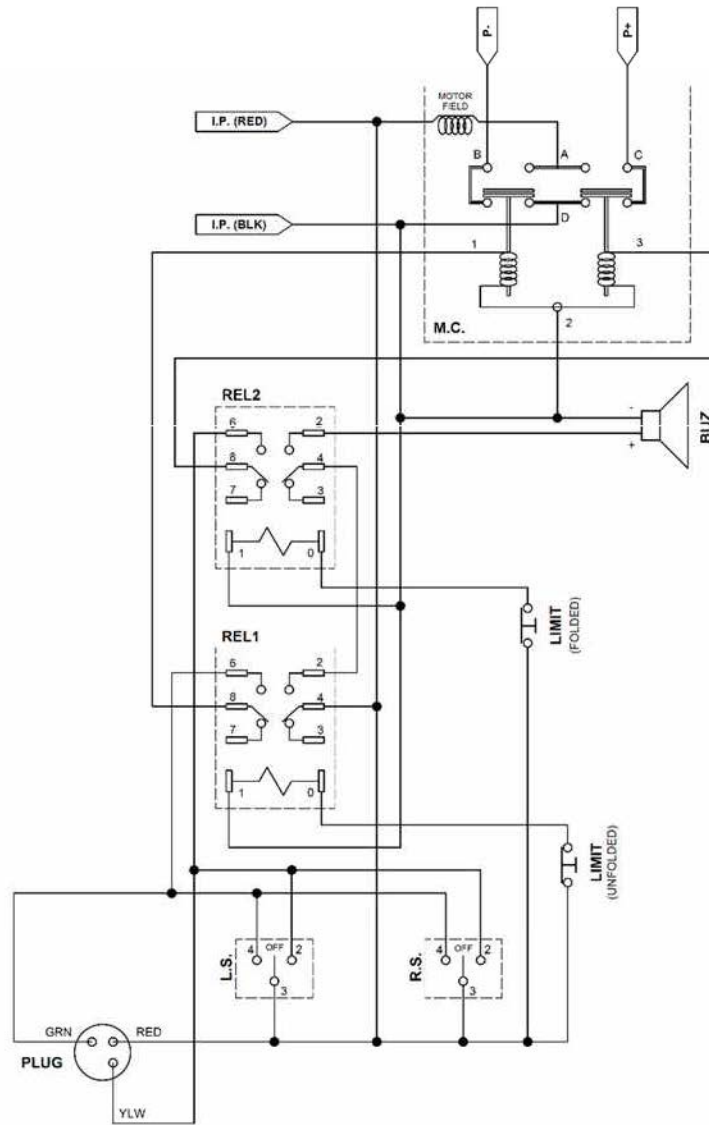 P-
P+
MOTOR
FIELD
I.P. (RED)
B
A
C
I.P. (BLK)
D
1
3
2
M.C.
REL2
6
2
-
8
4
+
BUZ
7
3
1
0
REL1
LIMIT
(FOLDED)
6
2
8
4
7
3
1
0
LIMIT
(UNFOLDED)
L.S.
4
OFF
2
3
R.S.
4
OFF
2
3
GRN
RED
PLUG
YLW